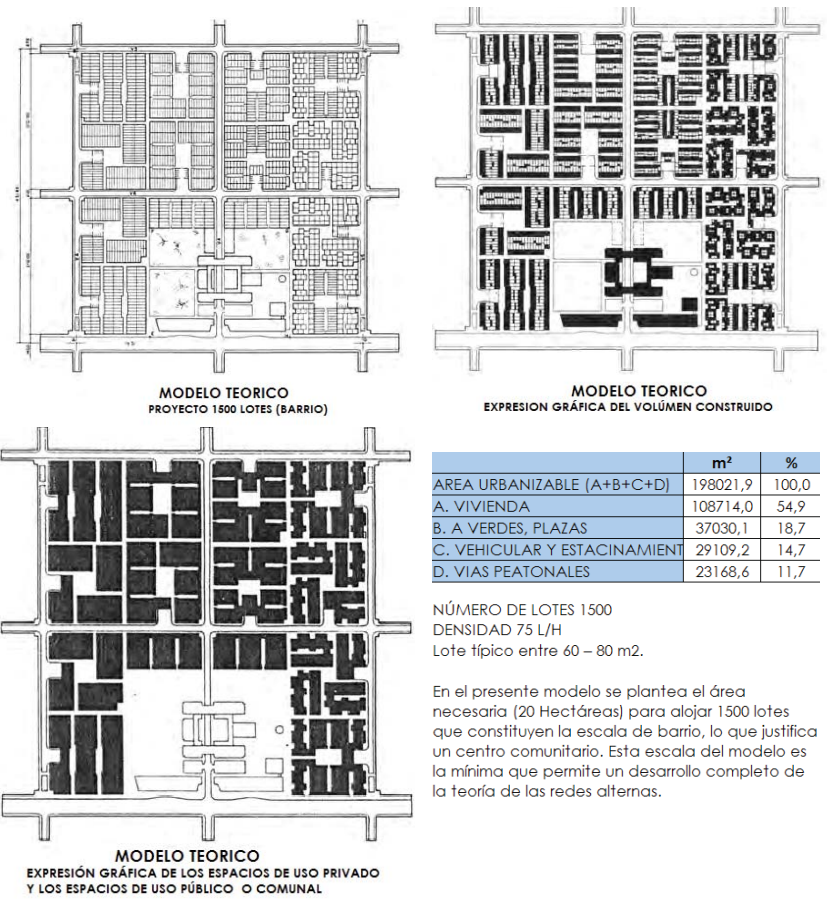 MODELO TEORICO
PROYECTO 1500 LOTES (BARRIO)
MODELO TEORICO
EXPRESION GRÁFICA DEL VOLÚMEN CONSTRUIDO
MODELO TEORICO
EXPRESIÓN GRÁFICA DE LOS ESPACIOS DE USO PRIVADO
Y LOS ESPACIOS DE USO PÚBLICO O COMUNAL
m² %
AREA URBANIZABLE (A+B+C+D) 198021,9 100,0
A. VIVIENDA 108714,0 54,9
B. A VERDES, PLAZAS 37030,1 18,7
C. VEHICULAR Y ESTACINAMIENT 29109,2 14,7
D. VIAS PEATONALES 23168,6 11,7
NÚMERO DE LOTES 1500
DENSIDAD 75 L/H
Lote típico entre 60 – 80 m2.
En el presente modelo se plantea el área
necesaria (20 Hectáreas) para alojar 1500 lotes
que constituyen la escala de barrio, lo que justifica
un centro comunitario. Esta escala del modelo es
la mínima que permite un desarrollo completo de
la teoría de las redes alternas.